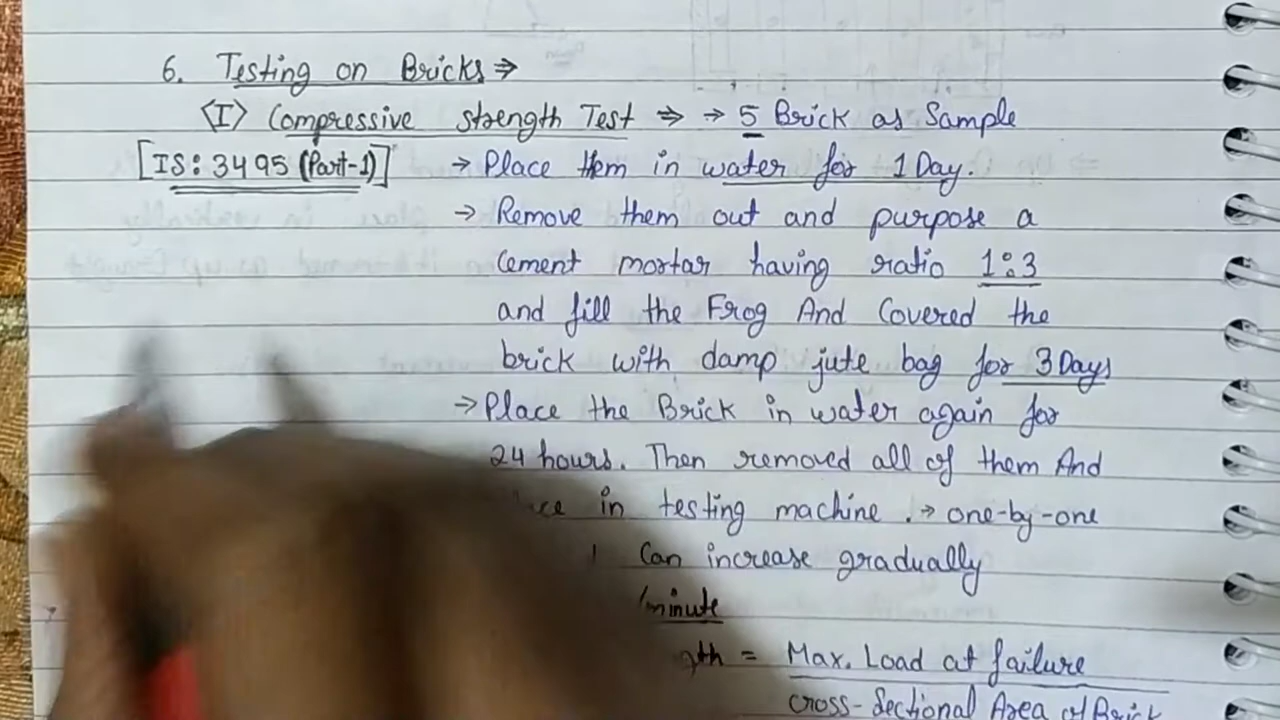 6. Testing on Bricks ⇒
<I> Compressive strength Test ⇒ → 5 Brick as Sample
[IS: 3495 (Part-1)] → Place them in water for 1 Day.
→ Remove them out and purpose a
cement mortar having ratio 1:3
and fill the Frog And Covered the
brick with damp jute bag for 3 Days
→ Place the Brick in water again for
24 hours. Then removed all of them And
in testing machine. → one-by-one
Can increase gradually
/minute
= Max. Load at failure
cross-Sectional Area of Brick